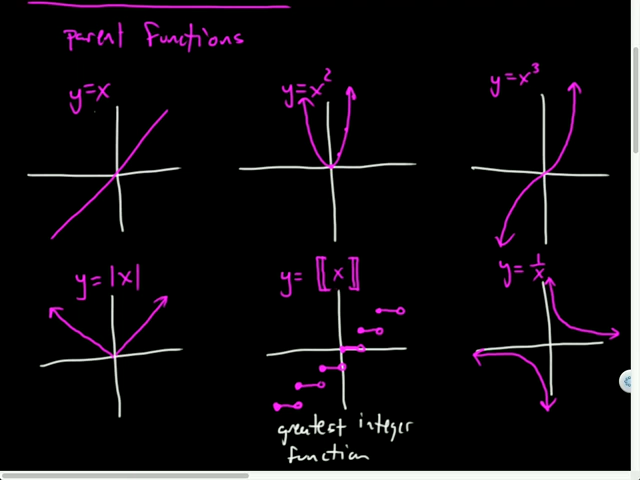 parent functions
y=x
y=x²
y=x³
y=|x|
y=⟦x⟧
y=1/x
greatest integer
function